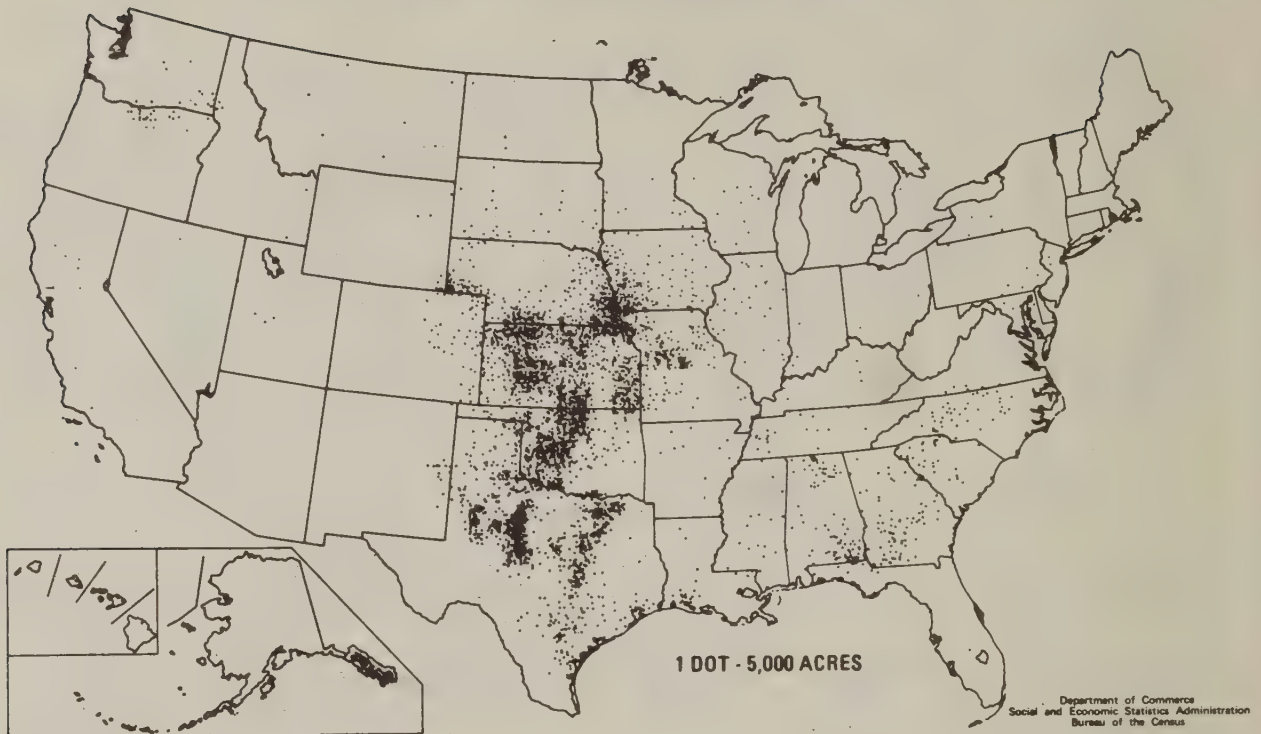 1 DOT - 5,000 ACRES
Department of Commerce
Social and Economic Statistics Administration
Bureau of the Census